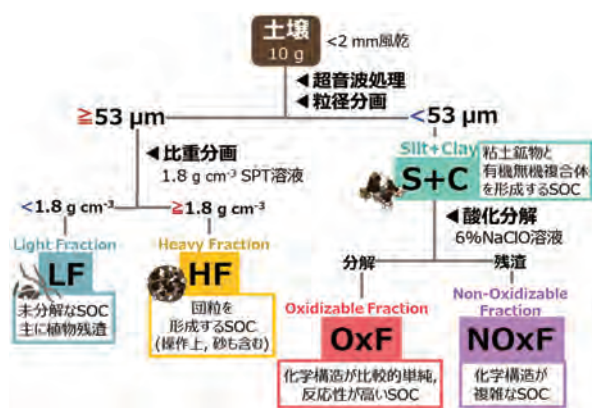 土壌
10 g
<2 mm風乾
◀超音波処理
◀粒径分画
≧53 μm
<53 μm
◀比重分画
1.8 g cm⁻³ SPT溶液
Silt+Clay
S+C
粘土鉱物と
有機無機複合体
を形成するSOC
<1.8 g cm⁻³
≧1.8 g cm⁻³
◀酸化分解
6%NaClO溶液
Light Fraction
LF
未分解なSOC
主に植物残渣
Heavy Fraction
HF
団粒を
形成するSOC
(操作上, 砂も含む)
分解
残渣
Oxidizable Fraction
OxF
化学構造が比較的単純,
反応性が高いSOC
Non-Oxidizable
Fraction
NOxF
化学構造が
複雑なSOC